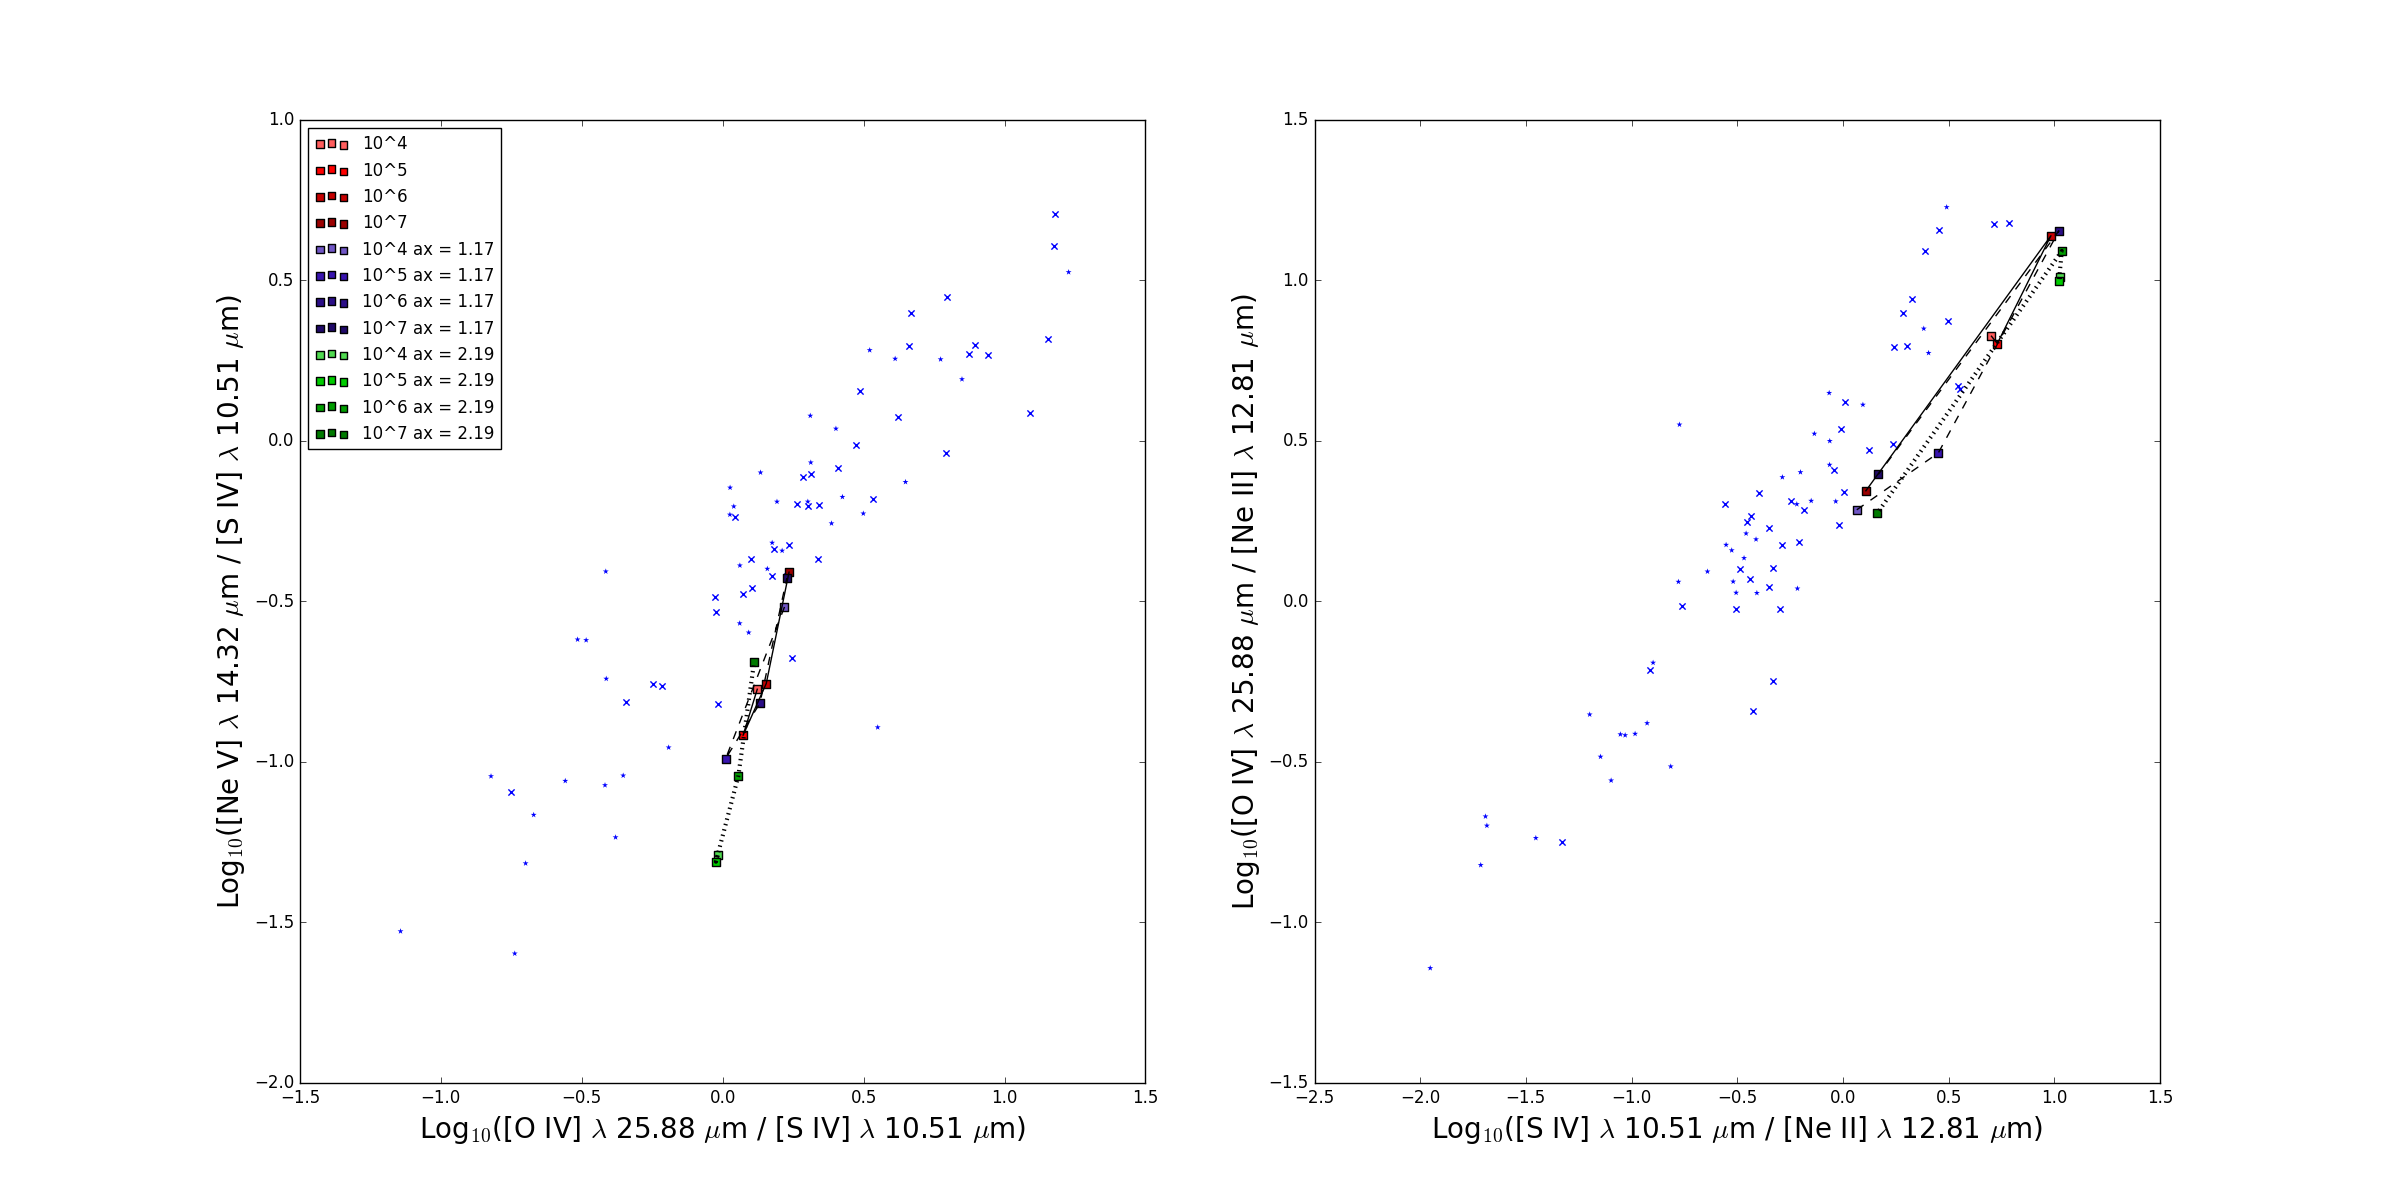 1.0
0.5
0.0
−0.5
−1.0
−1.5
−2.0
Log₁₀([Ne V] λ 14.32 μm / [S IV] λ 10.51 μm)
10^4
10^5
10^6
10^7
10^4 ax = 1.17
10^5 ax = 1.17
10^6 ax = 1.17
10^7 ax = 1.17
10^4 ax = 2.19
10^5 ax = 2.19
10^6 ax = 2.19
10^7 ax = 2.19
−1.5 −1.0 −0.5 0.0 0.5 1.0 1.5
Log₁₀([O IV] λ 25.88 μm / [S IV] λ 10.51 μm)
1.5
1.0
0.5
0.0
−0.5
−1.0
−1.5
Log₁₀([O IV] λ 25.88 μm / [Ne II] λ 12.81 μm)
−2.5 −2.0 −1.5 −1.0 −0.5 0.0 0.5 1.0 1.5
Log₁₀([S IV] λ 10.51 μm / [Ne II] λ 12.81 μm)